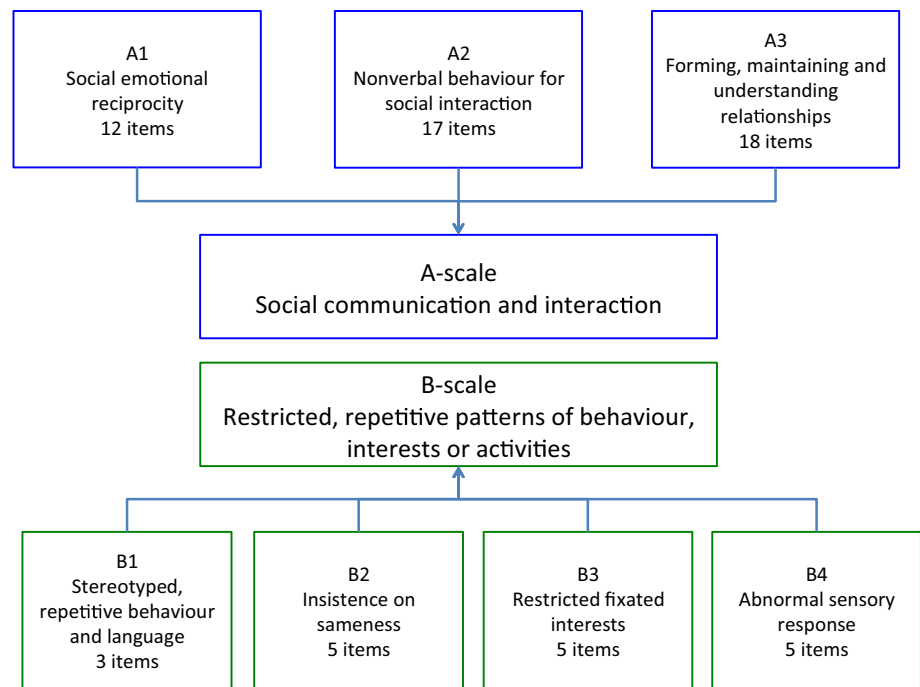 A1
Social emotional
reciprocity
12 items
A2
Nonverbal behaviour for
social interaction
17 items
A3
Forming, maintaining and
understanding
relationships
18 items
A-scale
Social communication and interaction
B-scale
Restricted, repetitive patterns of behaviour,
interests or activities
B1
Stereotyped,
repetitive behaviour
and language
3 items
B2
Insistence on
sameness
5 items
B3
Restricted fixated
interests
5 items
B4
Abnormal sensory
response
5 items